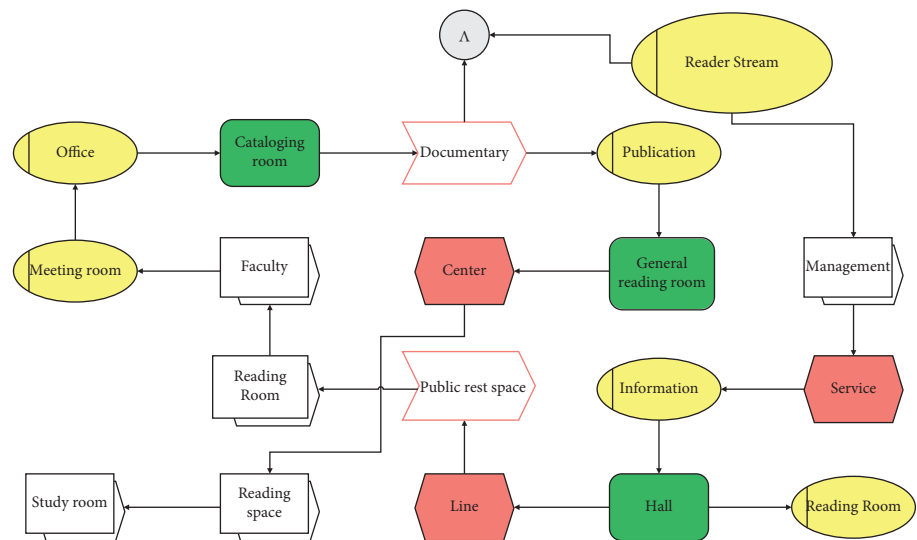 Λ
Reader Stream
Office
Cataloging
room
Documentary
Publication
Meeting room
Faculty
Center
General
reading room
Management
Reading
Room
Public rest space
Information
Service
Study room
Reading
space
Line
Hall
Reading Room